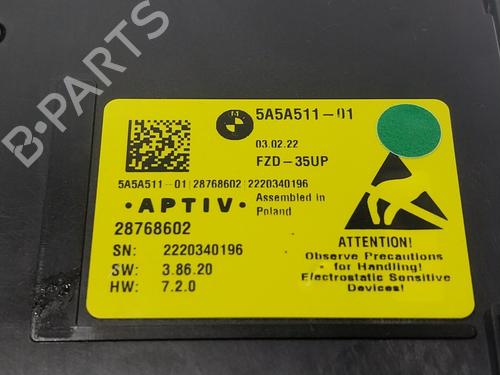 5A5A511-01
03.02.22
FZD-35UP
5A5A511-01 28768602 2220340196
·APTIV·
Assembled in
Poland
28768602
SN: 2220340196
SW: 3.86.20
HW: 7.2.0
ATTENTION!
Observe Precautions
for Handling!
Electrostatic Sensitive
Devices!